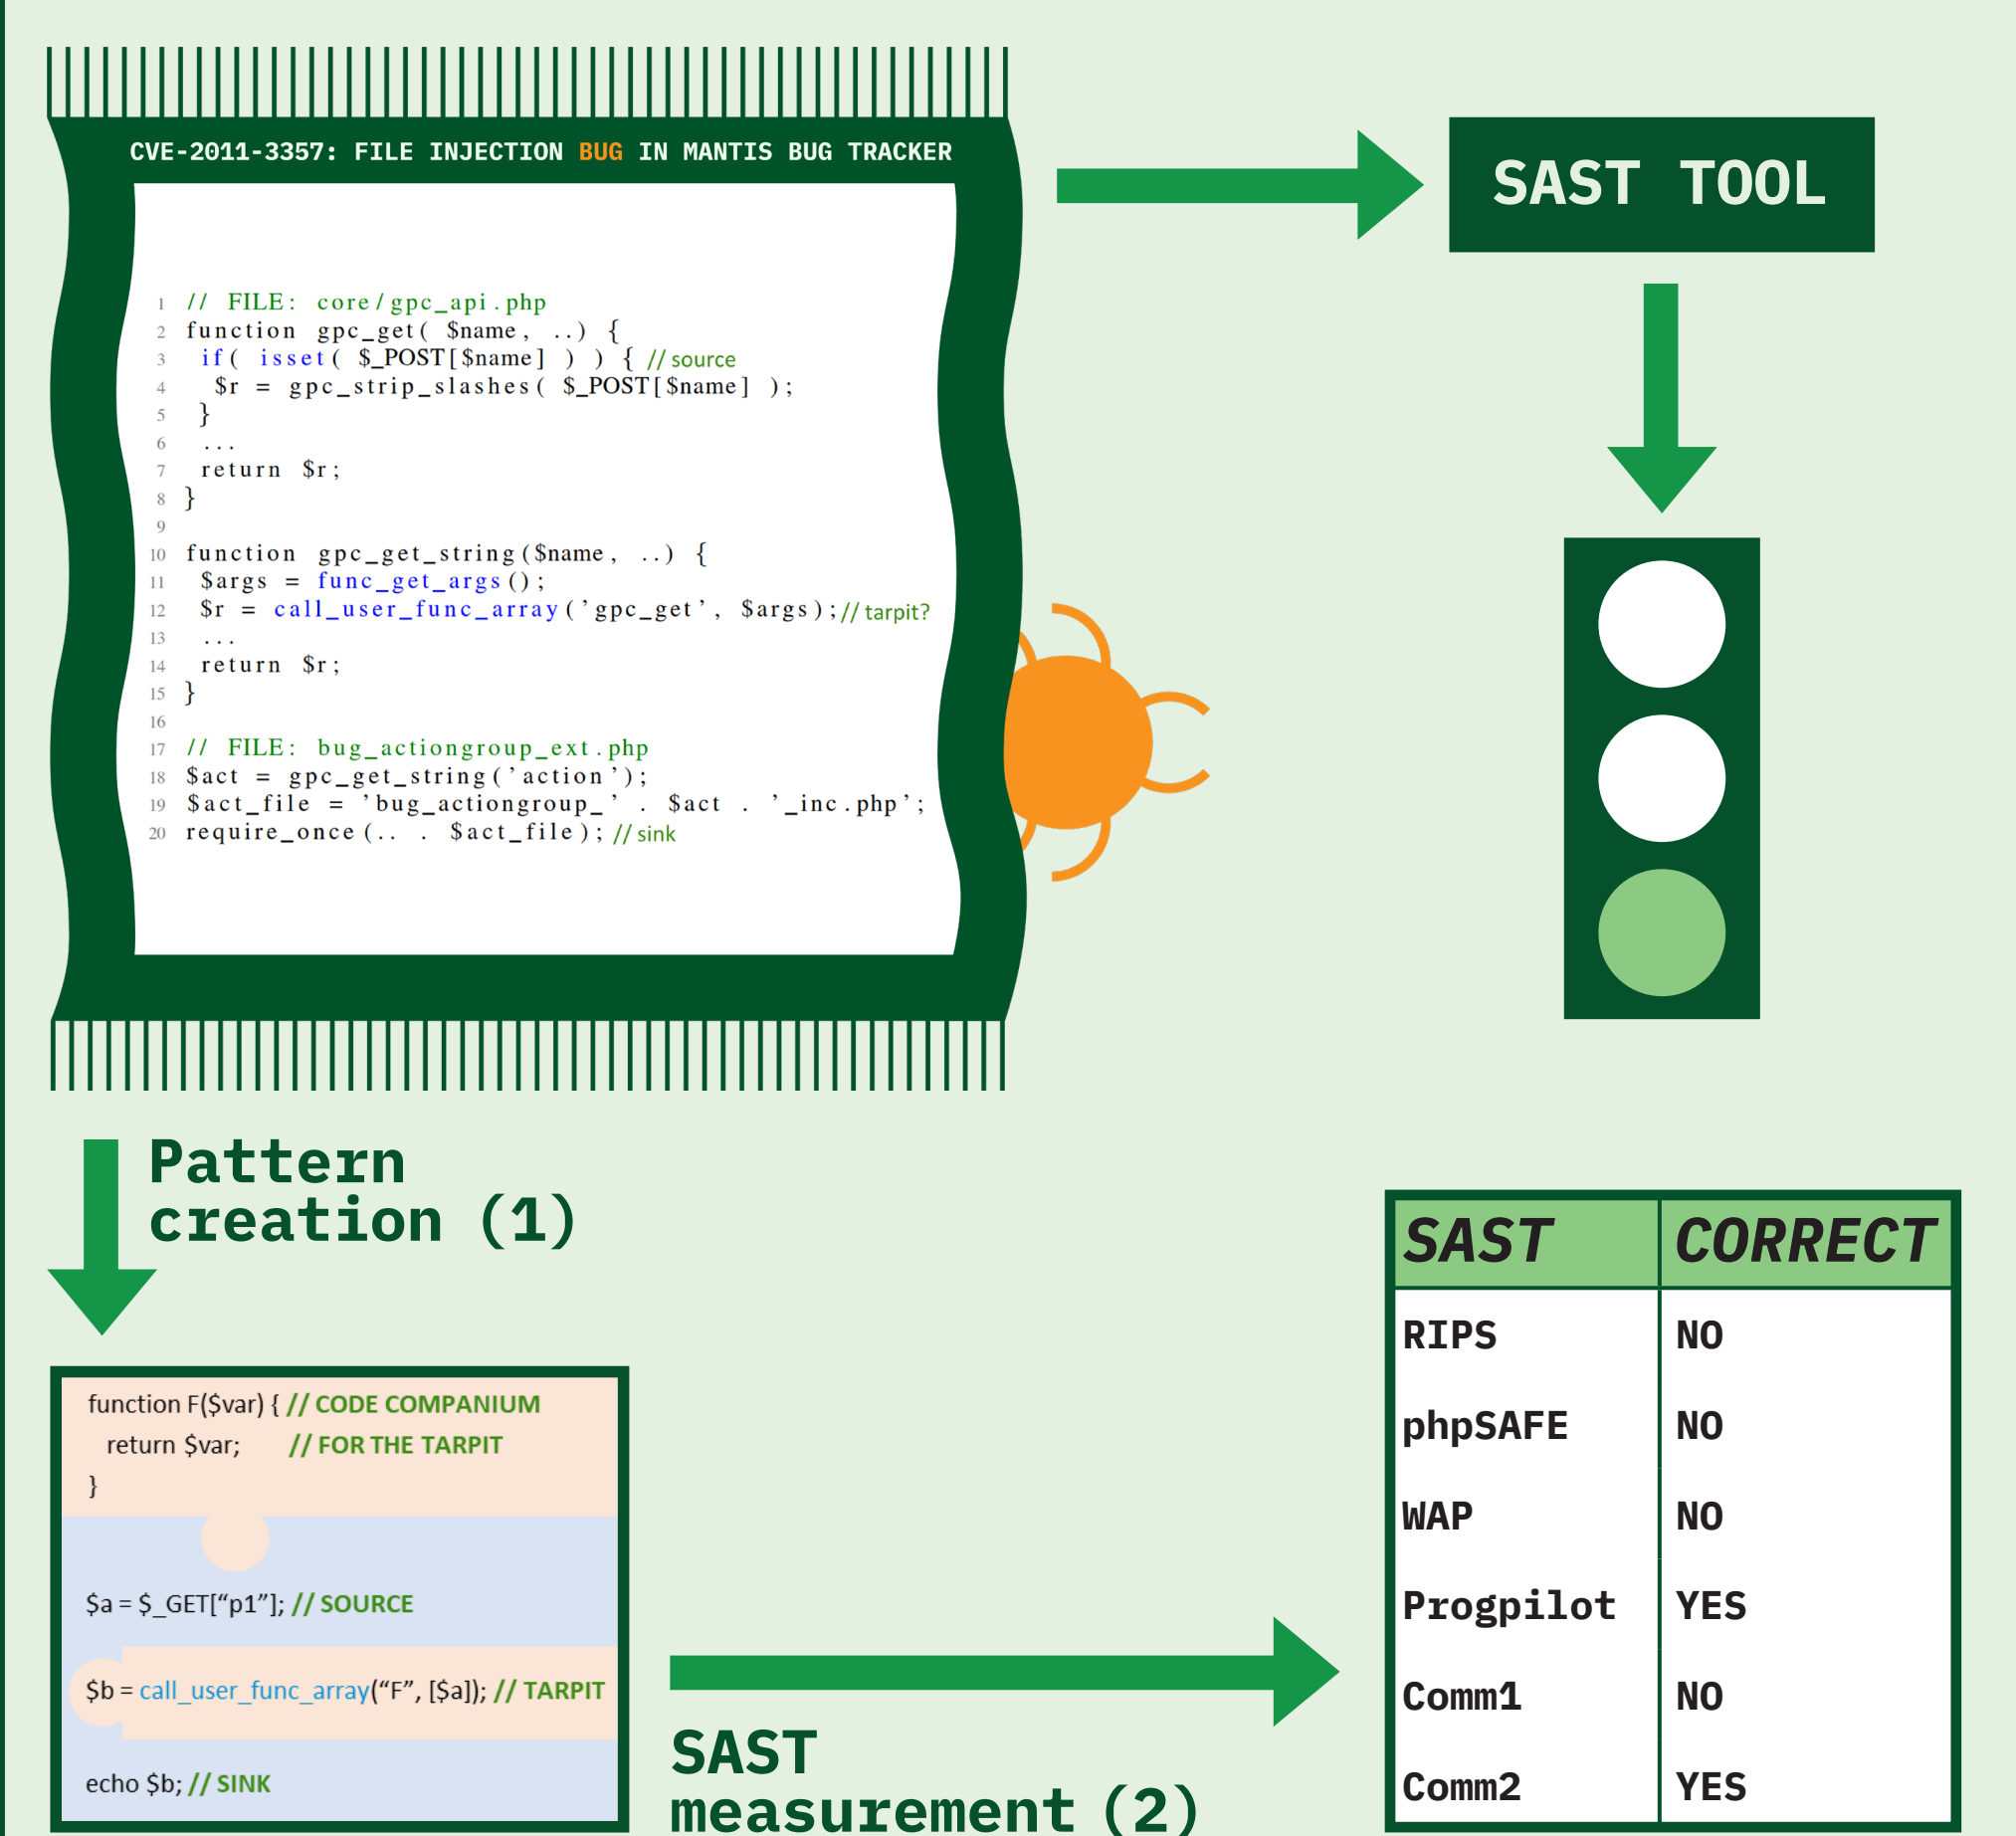 CVE-2011-3357: FILE INJECTION BUG IN MANTIS BUG TRACKER
1 // FILE: core/gpc_api.php
2 function gpc_get( $name, ..) {
3 if( isset( $_POST[$name] ) ) { // source
4 $r = gpc_strip_slashes( $_POST[$name] );
5 }
6 ...
7 return $r;
8 }
9
10 function gpc_get_string($name, ..) {
11 $args = func_get_args();
12 $r = call_user_func_array('gpc_get', $args); // tarpit?
13 ...
14 return $r;
15 }
16
17 // FILE: bug_actiongroup_ext.php
18 $act = gpc_get_string('action');
19 $act_file = 'bug_actiongroup_' . $act . '_inc.php';
20 require_once(.. . $act_file); // sink
SAST TOOL
Pattern
creation (1)
function F($var) { // CODE COMPANIUM
return $var; // FOR THE TARPIT
}
$a = $_GET[“p1”]; // SOURCE
$b = call_user_func_array(“F”, [$a]); // TARPIT
echo $b; // SINK
SAST
measurement (2)
SAST CORRECT
RIPS NO
phpSAFE NO
WAP NO
Progpilot YES
Comm1 NO
Comm2 YES